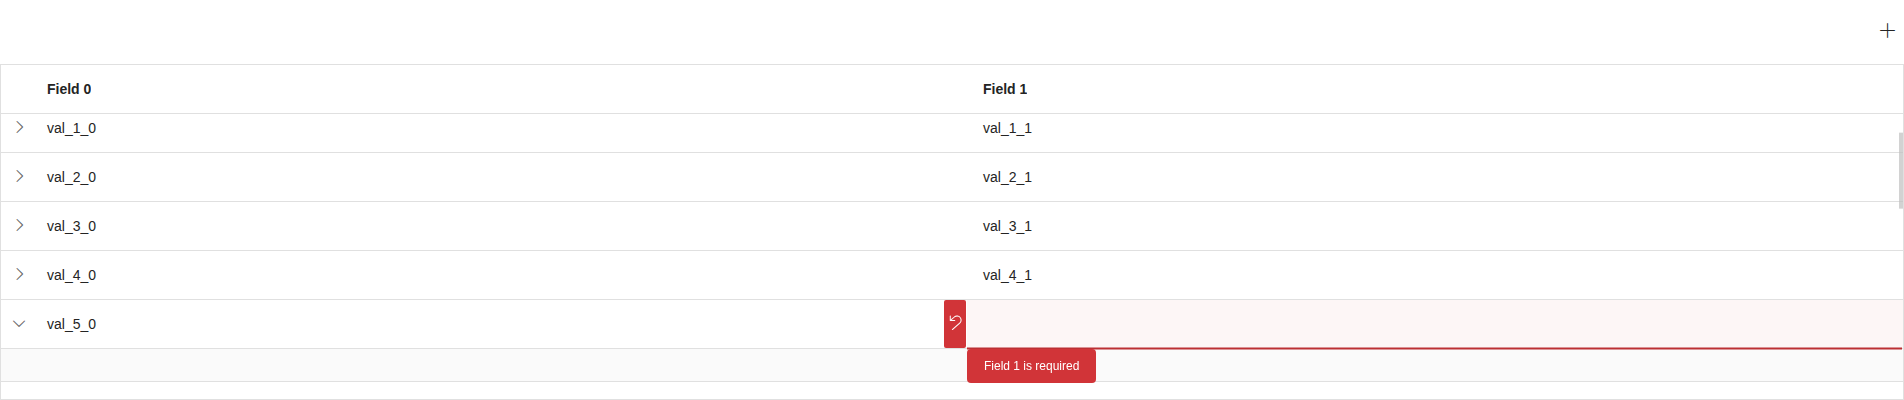 Field 0 Field 1
val_1_0 val_1_1
val_2_0 val_2_1
val_3_0 val_3_1
val_4_0 val_4_1
val_5_0
Field 1 is required